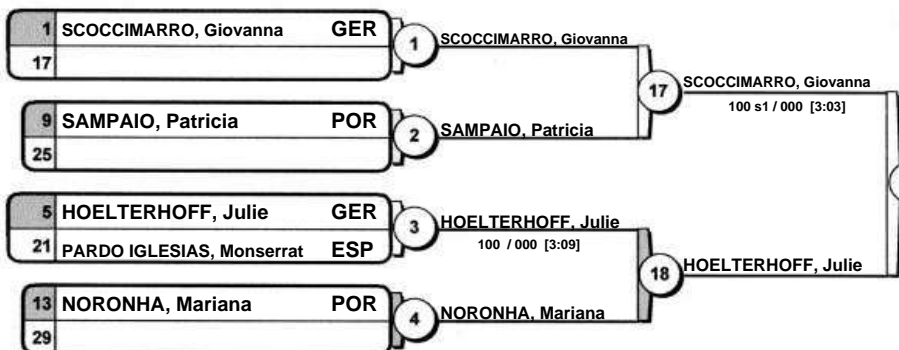 1 SCOCCIMARRO, Giovanna GER
17
1
SCOCCIMARRO, Giovanna
9 SAMPAIO, Patricia POR
25
2
SAMPAIO, Patricia
17
SCOCCIMARRO, Giovanna
100 s1 / 000 [3:03]
5 HOELTERHOFF, Julie GER
21 PARDO IGLESIAS, Monserrat ESP
3
HOELTERHOFF, Julie
100 / 000 [3:09]
13 NORONHA, Mariana POR
29
4
NORONHA, Mariana
18
HOELTERHOFF, Julie